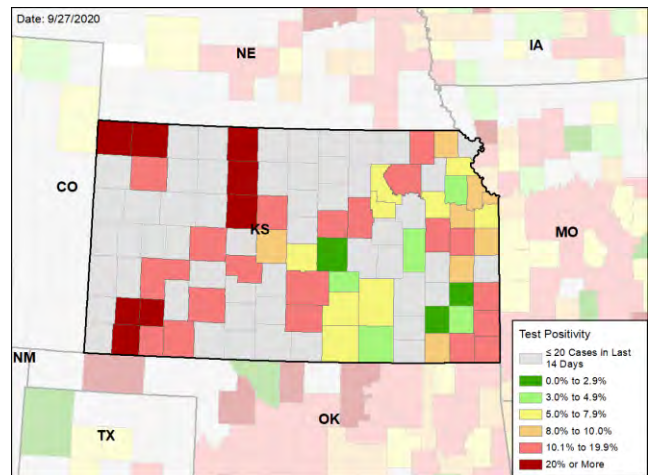 Date: 9/27/2020
NE
IA
CO
KS
MO
NM
TX
OK
Test Positivity
≤ 20 Cases in Last
14 Days
0.0% to 2.9%
3.0% to 4.9%
5.0% to 7.9%
8.0% to 10.0%
10.1% to 19.9%
20% or More